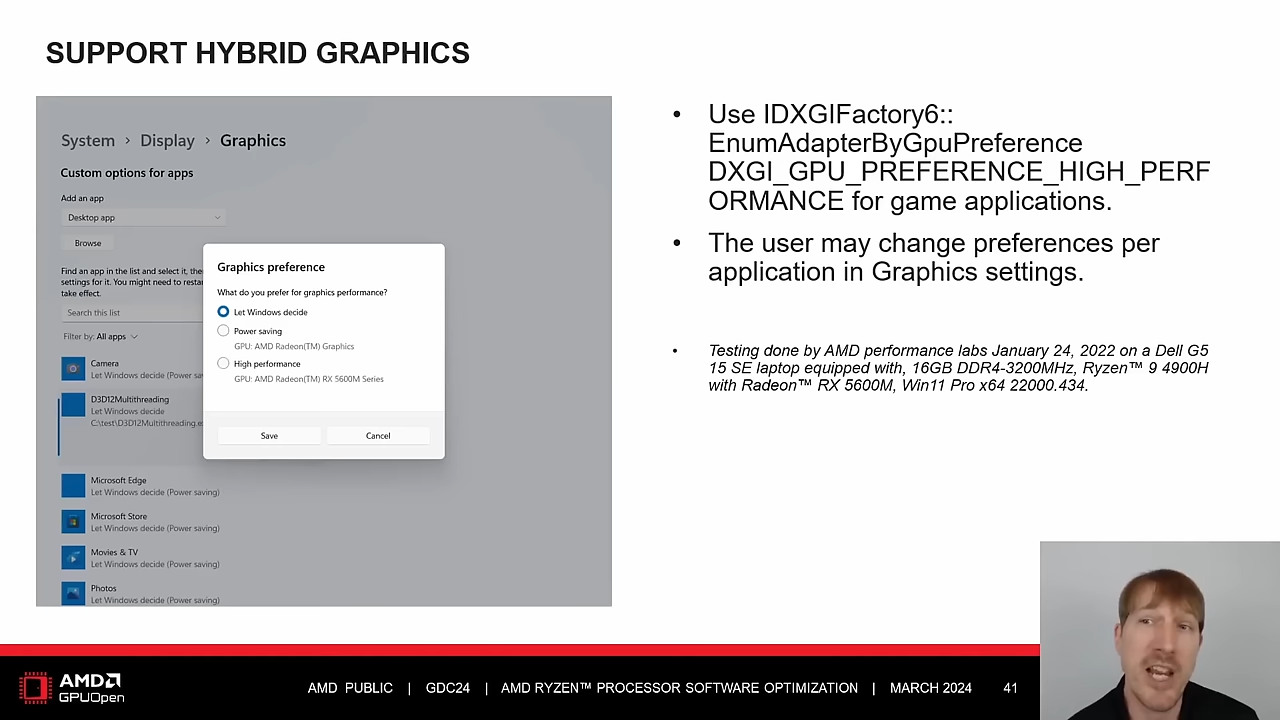 SUPPORT HYBRID GRAPHICS
System › Display › Graphics
Custom options for apps
Add an app
Desktop app
Browse
Find an app in the list and select it, the
settings for it. You might need to resta
take effect.
Search this list
Filter by: All apps
Camera
Let Windows decide (Power sav
D3D12Multithreading
Let Windows decide
C:\test\D3D12Multithreading.e
Microsoft Edge
Let Windows decide (Power saving)
Microsoft Store
Let Windows decide (Power saving)
Movies & TV
Let Windows decide (Power saving)
Photos
Let Windows decide (Power saving)
Graphics preference
What do you prefer for graphics performance?
Let Windows decide
Power saving
GPU: AMD Radeon(TM) Graphics
High performance
GPU: AMD Radeon(TM) RX 5600M Series
Save
Cancel
• Use IDXGIFactory6::
EnumAdapterByGpuPreference
DXGI_GPU_PREFERENCE_HIGH_PERF
ORMANCE for game applications.
• The user may change preferences per
application in Graphics settings.
• Testing done by AMD performance labs January 24, 2022 on a Dell G5
15 SE laptop equipped with, 16GB DDR4-3200MHz, Ryzen™ 9 4900H
with Radeon™ RX 5600M, Win11 Pro x64 22000.434.
AMD
GPUOpen
AMD PUBLIC | GDC24 | AMD RYZEN™ PROCESSOR SOFTWARE OPTIMIZATION | MARCH 2024 41